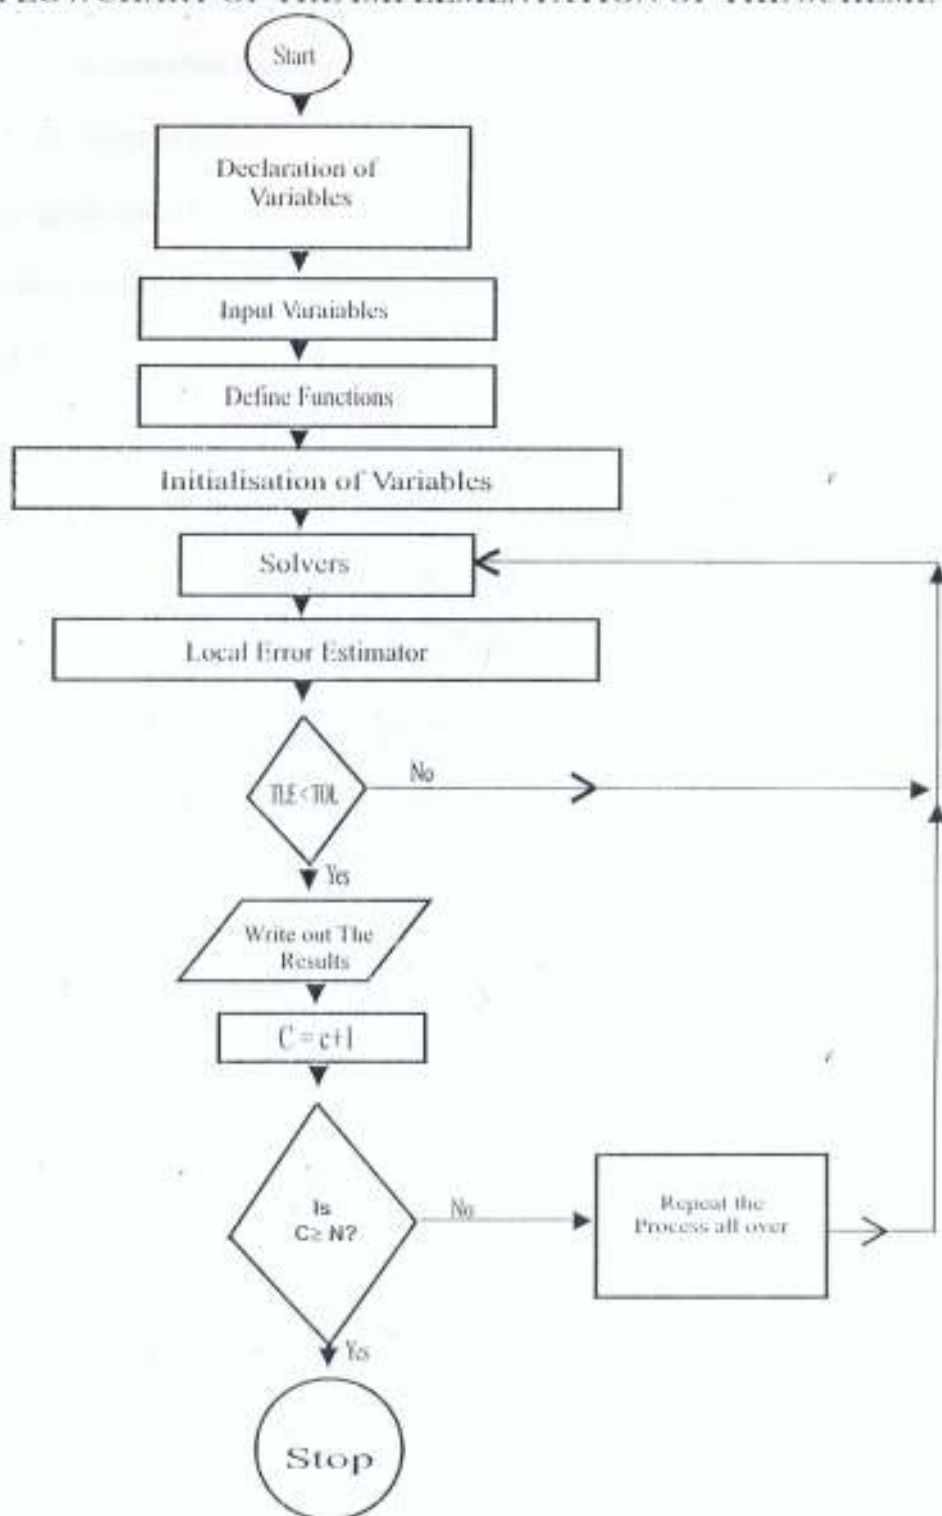 Start
Declaration of
Variables
Input Varaiables
Define Functions
Initialisation of Variables
Solvers
Local Error Estimator
TLE < TOL
No
Yes
Write out The
Results
C = c+1
Is
C≥ N?
No
Repeat the
Process all over
Yes
Stop